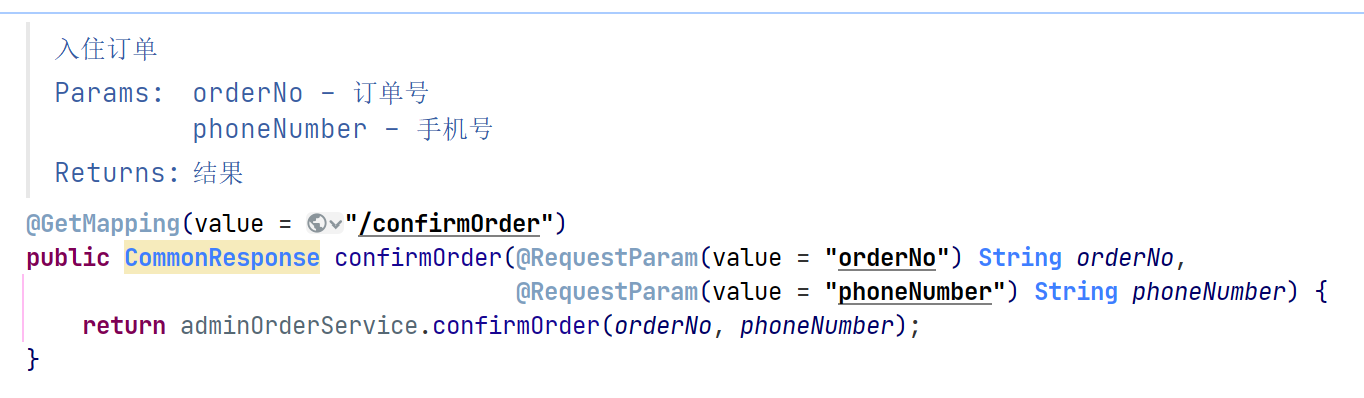 入住订单
Params: orderNo – 订单号
phoneNumber – 手机号
Returns: 结果
@GetMapping(value = "/confirmOrder")
public CommonResponse confirmOrder(@RequestParam(value = "orderNo") String orderNo,
@RequestParam(value = "phoneNumber") String phoneNumber) {
return adminOrderService.confirmOrder(orderNo, phoneNumber);
}